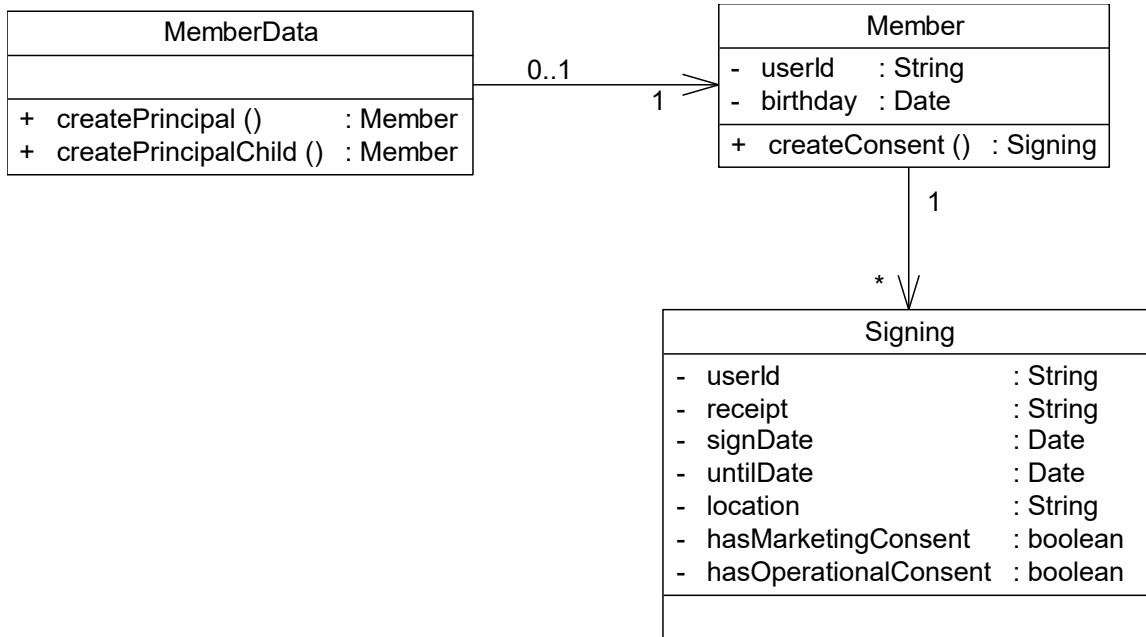 MemberData
+ createPrincipal () : Member
+ createPrincipalChild () : Member
0..1
1
Member
- userId : String
- birthday : Date
+ createConsent () : Signing
1
*
Signing
- userId : String
- receipt : String
- signDate : Date
- untilDate : Date
- location : String
- hasMarketingConsent : boolean
- hasOperationalConsent : boolean